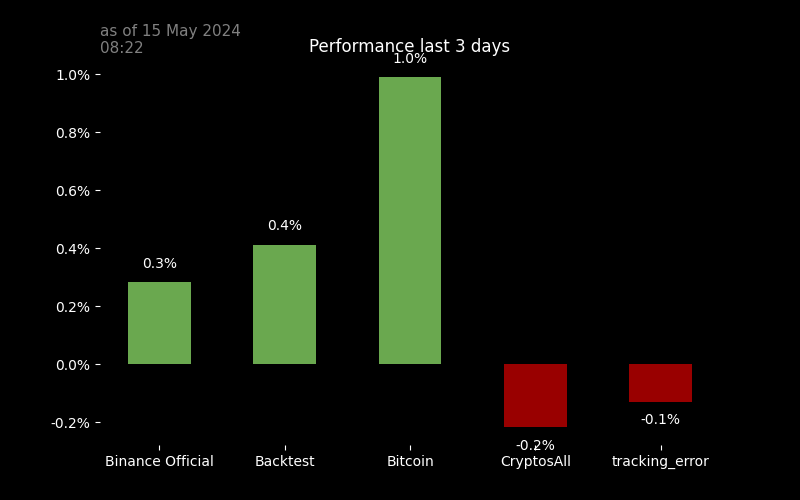 as of 15 May 2024
08:22
Performance last 3 days
1.0%
0.8%
0.6%
0.4%
0.2%
0.0%
-0.2%
0.3%
0.4%
1.0%
-0.2%
-0.1%
Binance Official
Backtest
Bitcoin
CryptosAll
tracking_error